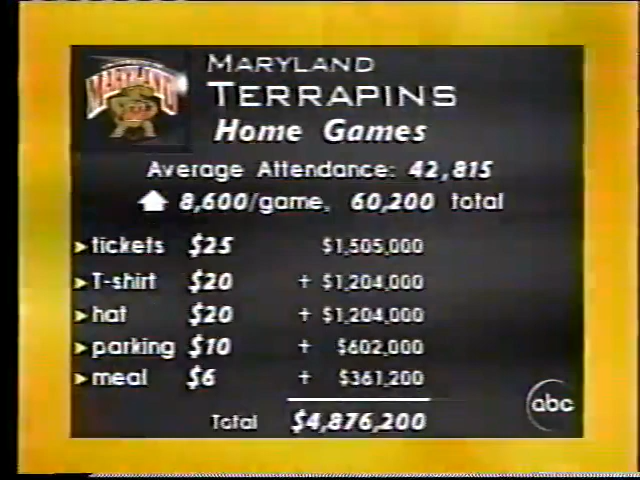 MARYLAND
MARYLAND
TERRAPINS
Home Games
Average Attendance: 42,815
8,600/game, 60,200 total
tickets $25 $1,505,000
T-shirt $20 + $1,204,000
hat $20 + $1,204,000
parking $10 + $602,000
meal $6 + $361,200
Total $4,876,200
abc